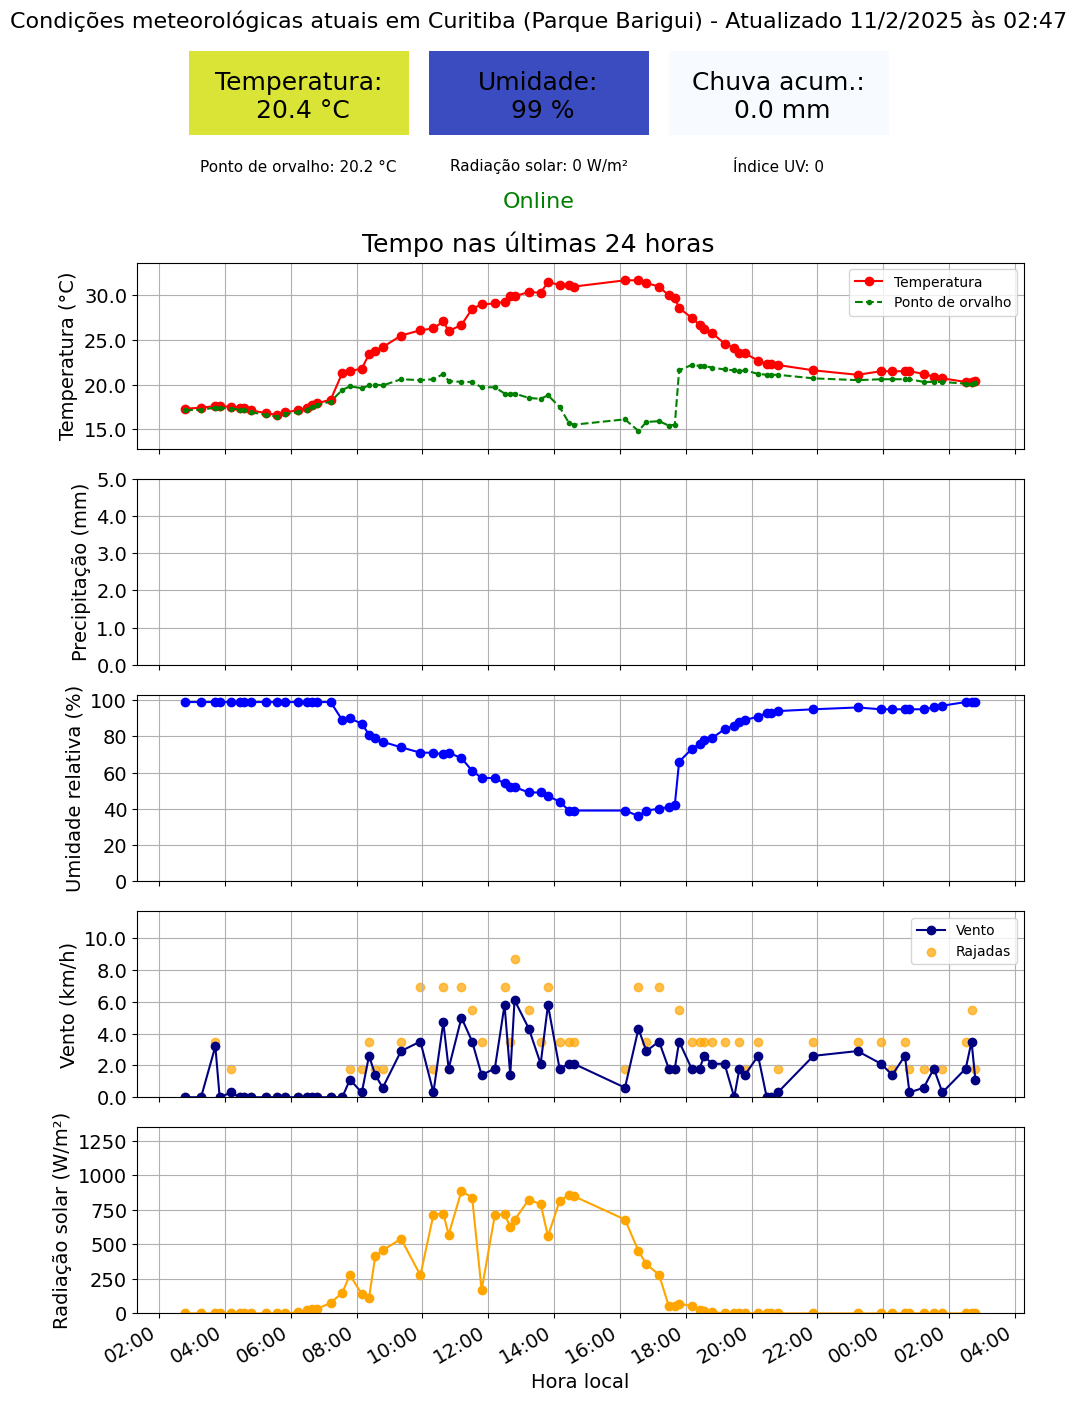 Condições meteorológicas atuais em Curitiba (Parque Barigui) - Atualizado 11/2/2025 às 02:47
Temperatura:
20.4 °C
Umidade:
99 %
Chuva acum.:
0.0 mm
Ponto de orvalho: 20.2 °C
Radiação solar: 0 W/m²
Índice UV: 0
Online
Tempo nas últimas 24 horas
Temperatura (°C)
30.0
25.0
20.0
15.0
Temperatura
Ponto de orvalho
Precipitação (mm)
5.0
4.0
3.0
2.0
1.0
0.0
Umidade relativa (%)
100
80
60
40
20
0
Vento (km/h)
10.0
8.0
6.0
4.0
2.0
0.0
Vento
Rajadas
Radiação solar (W/m²)
1250
1000
750
500
250
0
02:00
04:00
06:00
08:00
10:00
12:00
14:00
16:00
18:00
20:00
22:00
00:00
02:00
04:00
Hora local